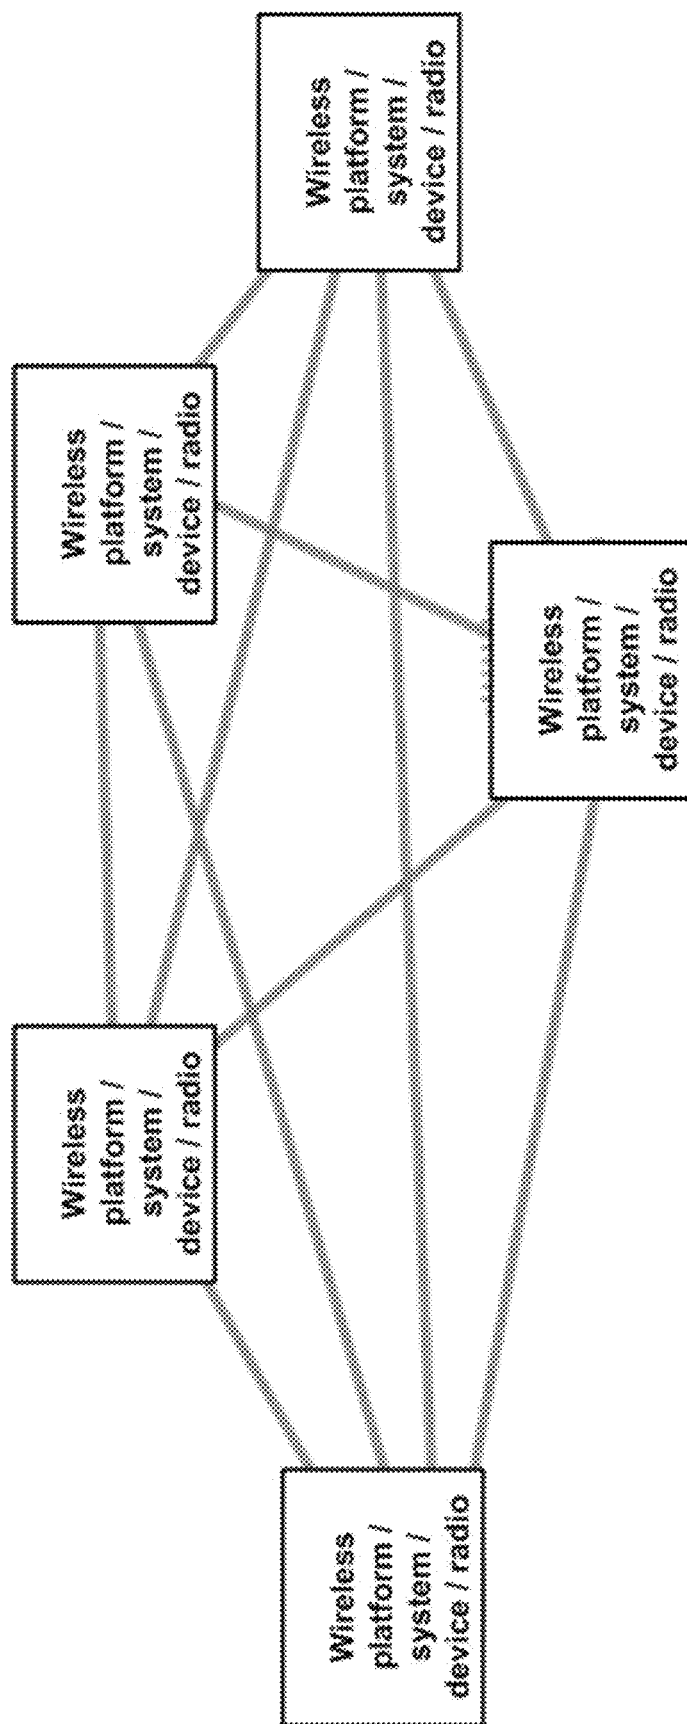 Wireless
platform /
system /
device / radio
Wireless
platform /
system /
device / radio
Wireless
platform /
system /
device / radio
Wireless
platform /
system /
device / radio
Wireless
platform /
system /
device / radio